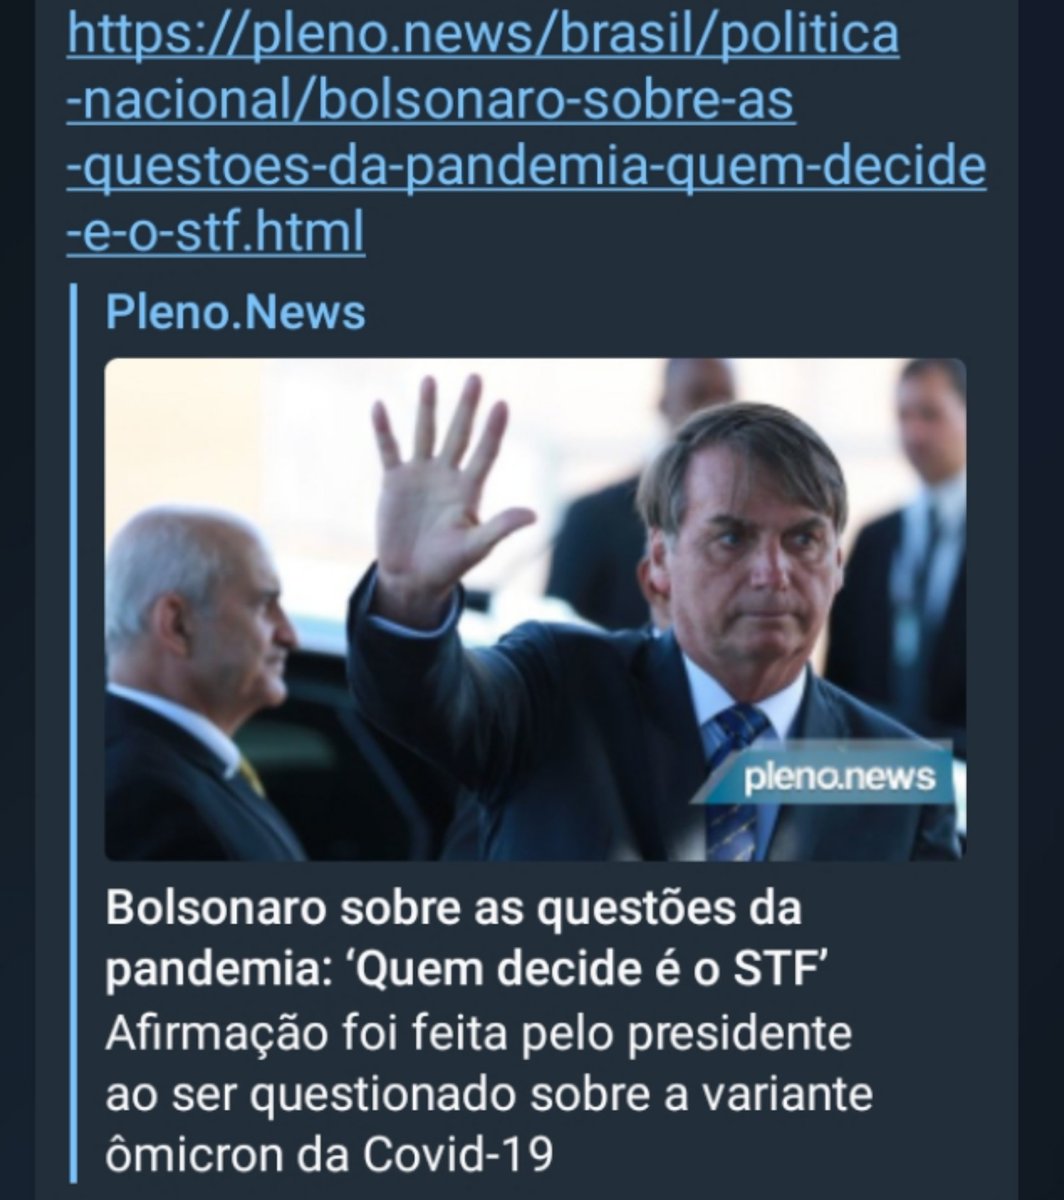 https://pleno.news/brasil/politica
-nacional/bolsonaro-sobre-as
-questoes-da-pandemia-quem-decide
-e-o-stf.html
Pleno.News
pleno.news
Bolsonaro sobre as questões da
pandemia: ‘Quem decide é o STF’
Afirmação foi feita pelo presidente
ao ser questionado sobre a variante
ômicron da Covid-19